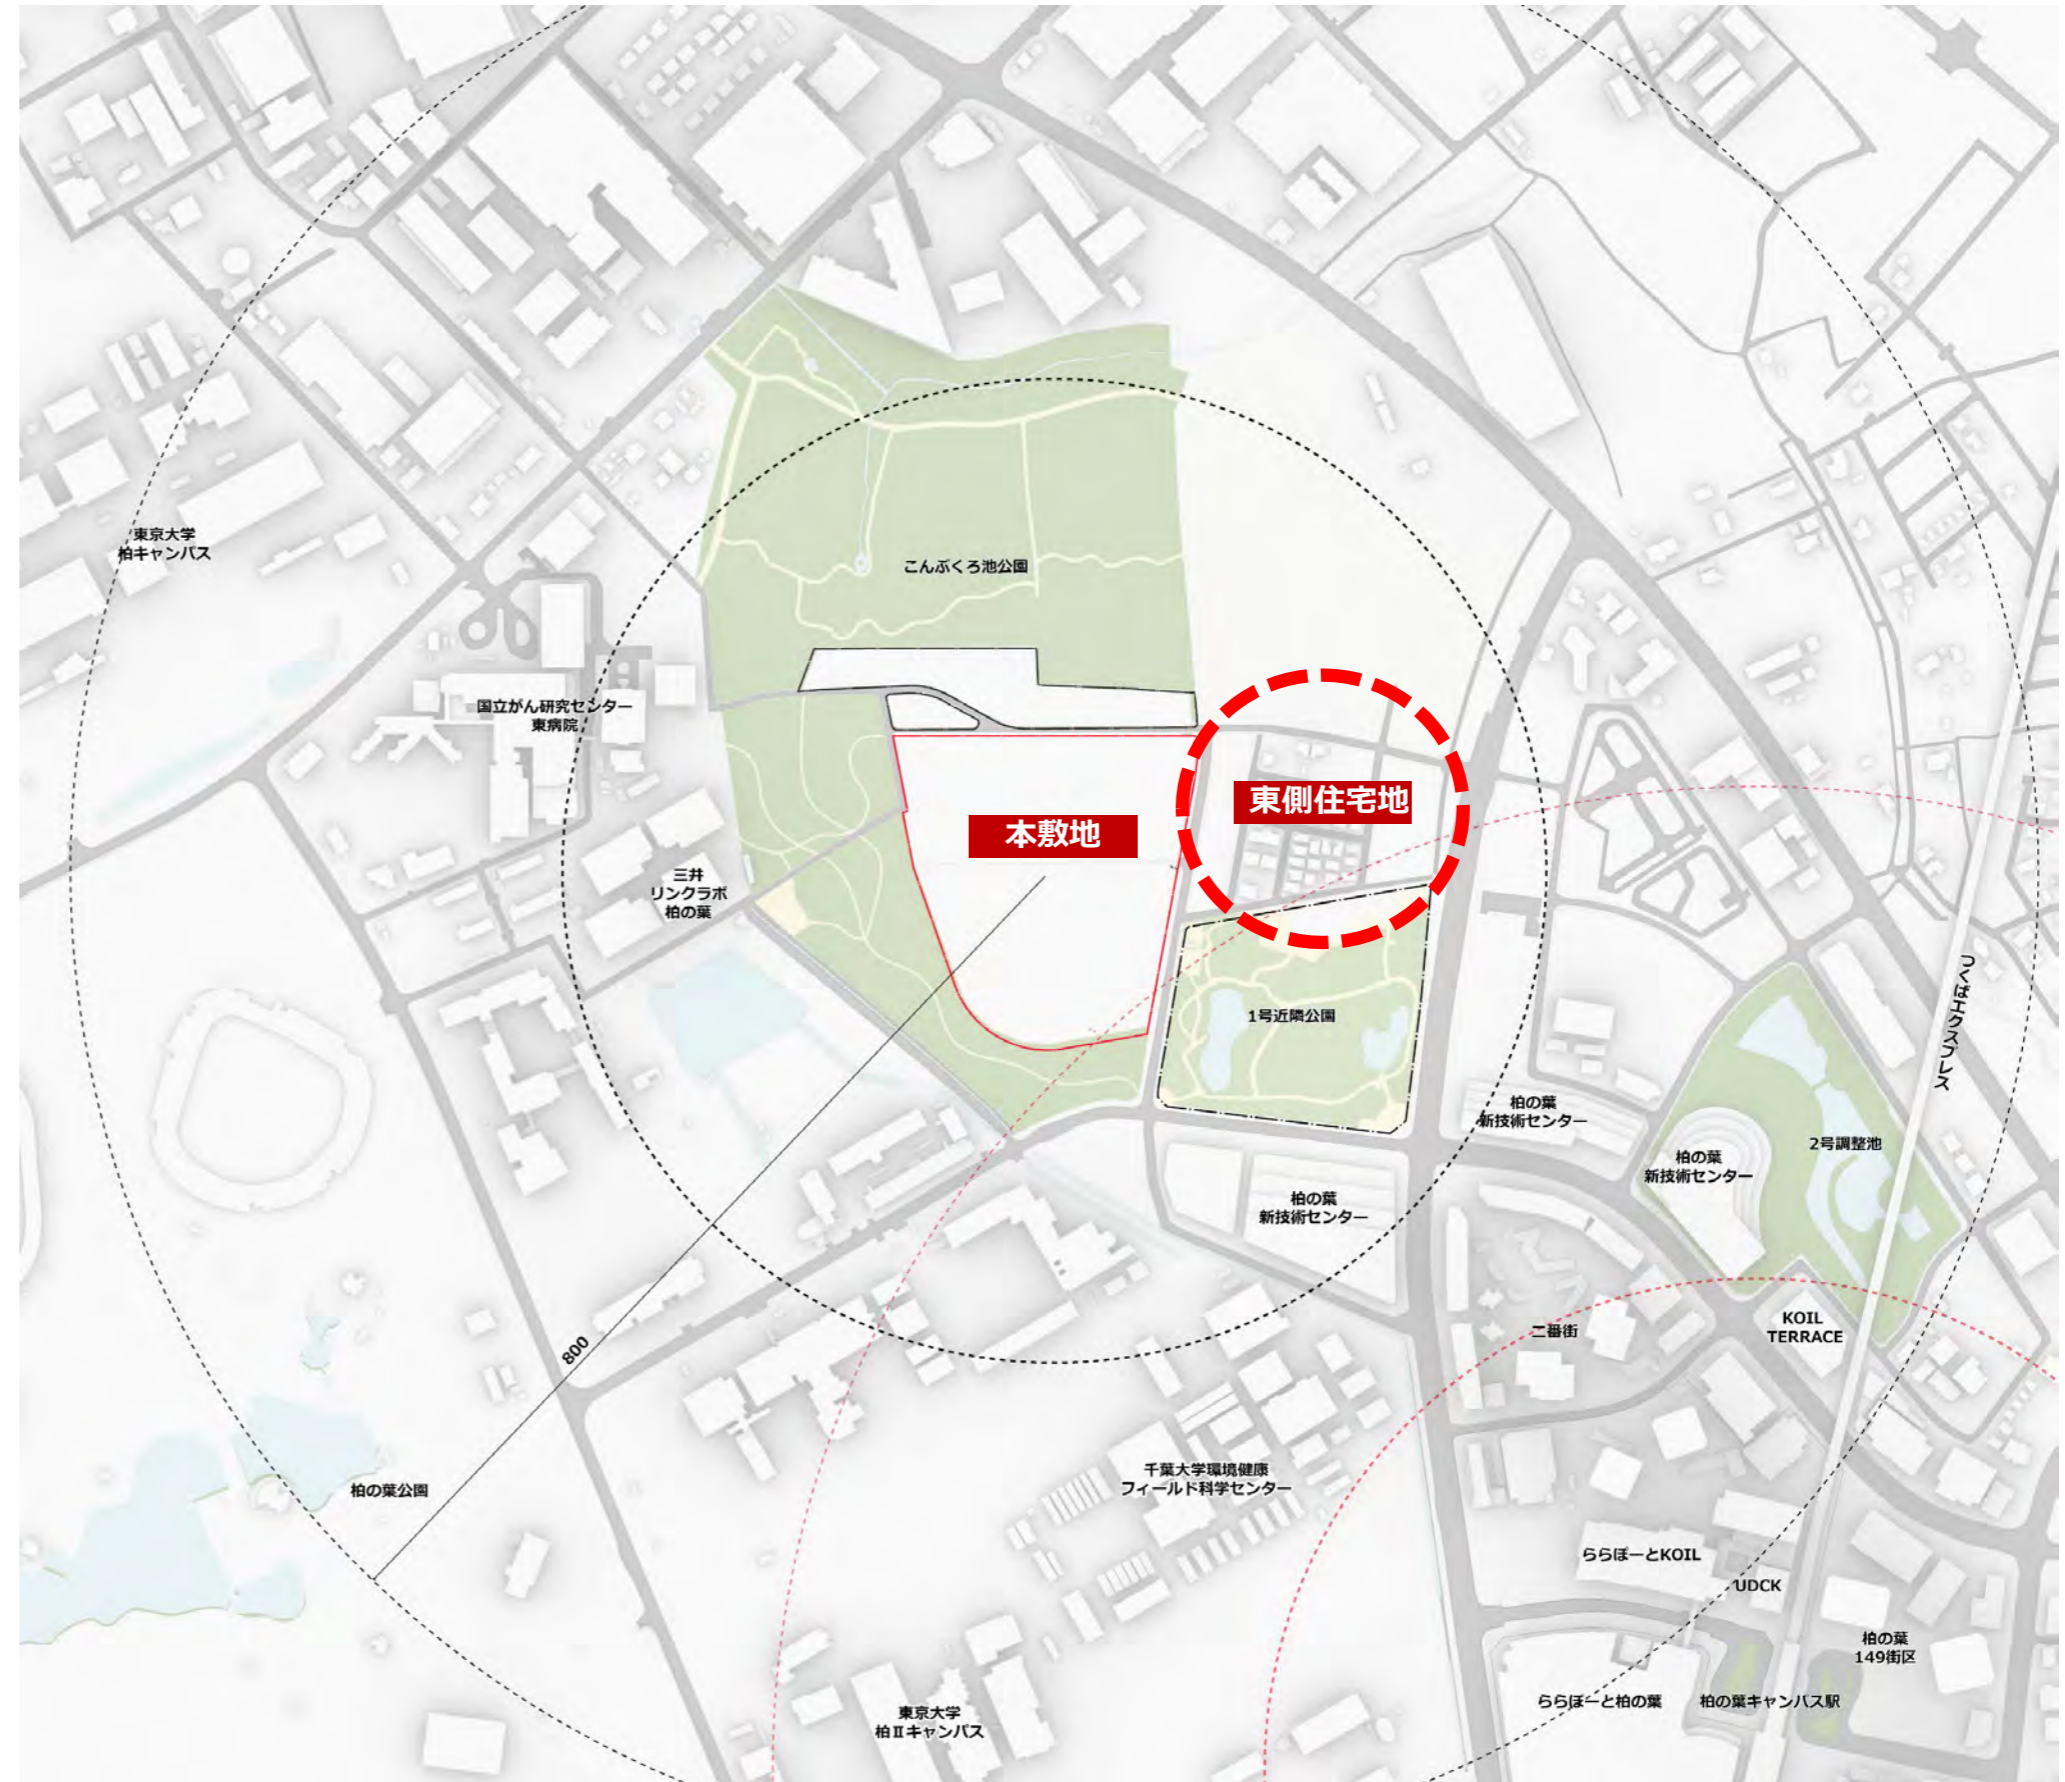 東京大学
柏キャンパス
こんぶくろ池公園
国立がん研究センター
東病院
東側住宅地
本敷地
三井
リンクラボ
柏の葉
つくばエクスプレス
1号近隣公園
柏の葉
新技術センター
2号調整池
柏の葉
新技術センター
柏の葉
新技術センター
KOIL
TERRACE
二番街
800
千葉大学環境健康
フィールド科学センター
柏の葉公園
ららぽーとKOIL
UDCK
柏の葉
149街区
ららぽーと柏の葉
柏の葉キャンパス駅
東京大学
柏Ⅱキャンパス